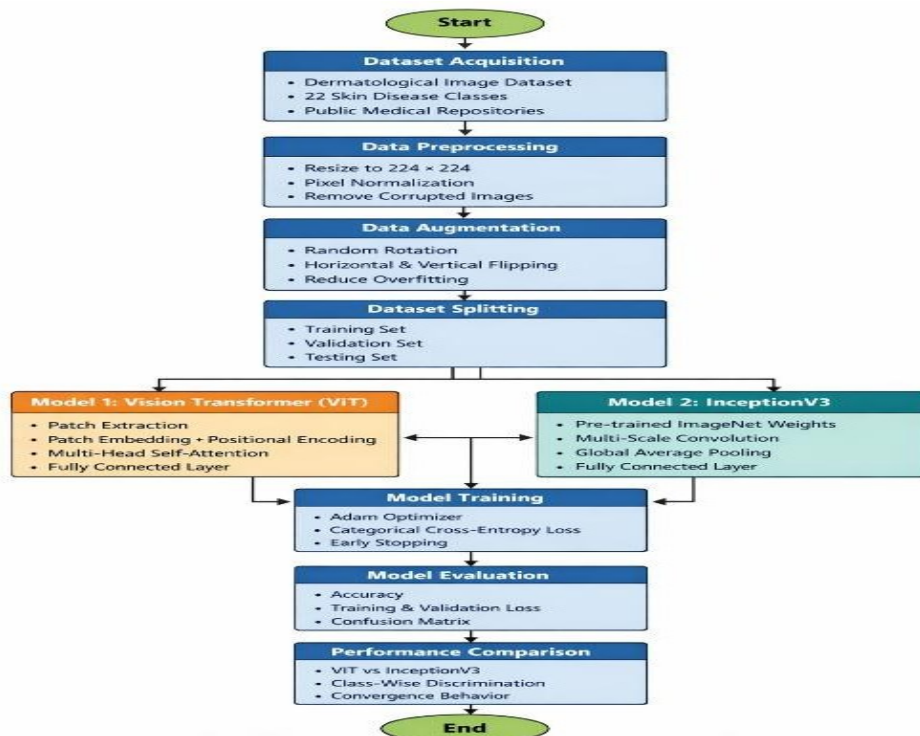 Start
Dataset Acquisition
• Dermatological Image Dataset
• 22 Skin Disease Classes
• Public Medical Repositories
Data Preprocessing
• Resize to 224 × 224
• Pixel Normalization
• Remove Corrupted Images
Data Augmentation
• Random Rotation
• Horizontal & Vertical Flipping
• Reduce Overfitting
Dataset Splitting
• Training Set
• Validation Set
• Testing Set
Model 1: Vision Transformer (ViT)
• Patch Extraction
• Patch Embedding + Positional Encoding
• Multi-Head Self-Attention
• Fully Connected Layer
Model 2: InceptionV3
• Pre-trained ImageNet Weights
• Multi-Scale Convolution
• Global Average Pooling
• Fully Connected Layer
Model Training
• Adam Optimizer
• Categorical Cross-Entropy Loss
• Early Stopping
Model Evaluation
• Accuracy
• Training & Validation Loss
• Confusion Matrix
Performance Comparison
• ViT vs InceptionV3
• Class-Wise Discrimination
• Convergence Behavior
End